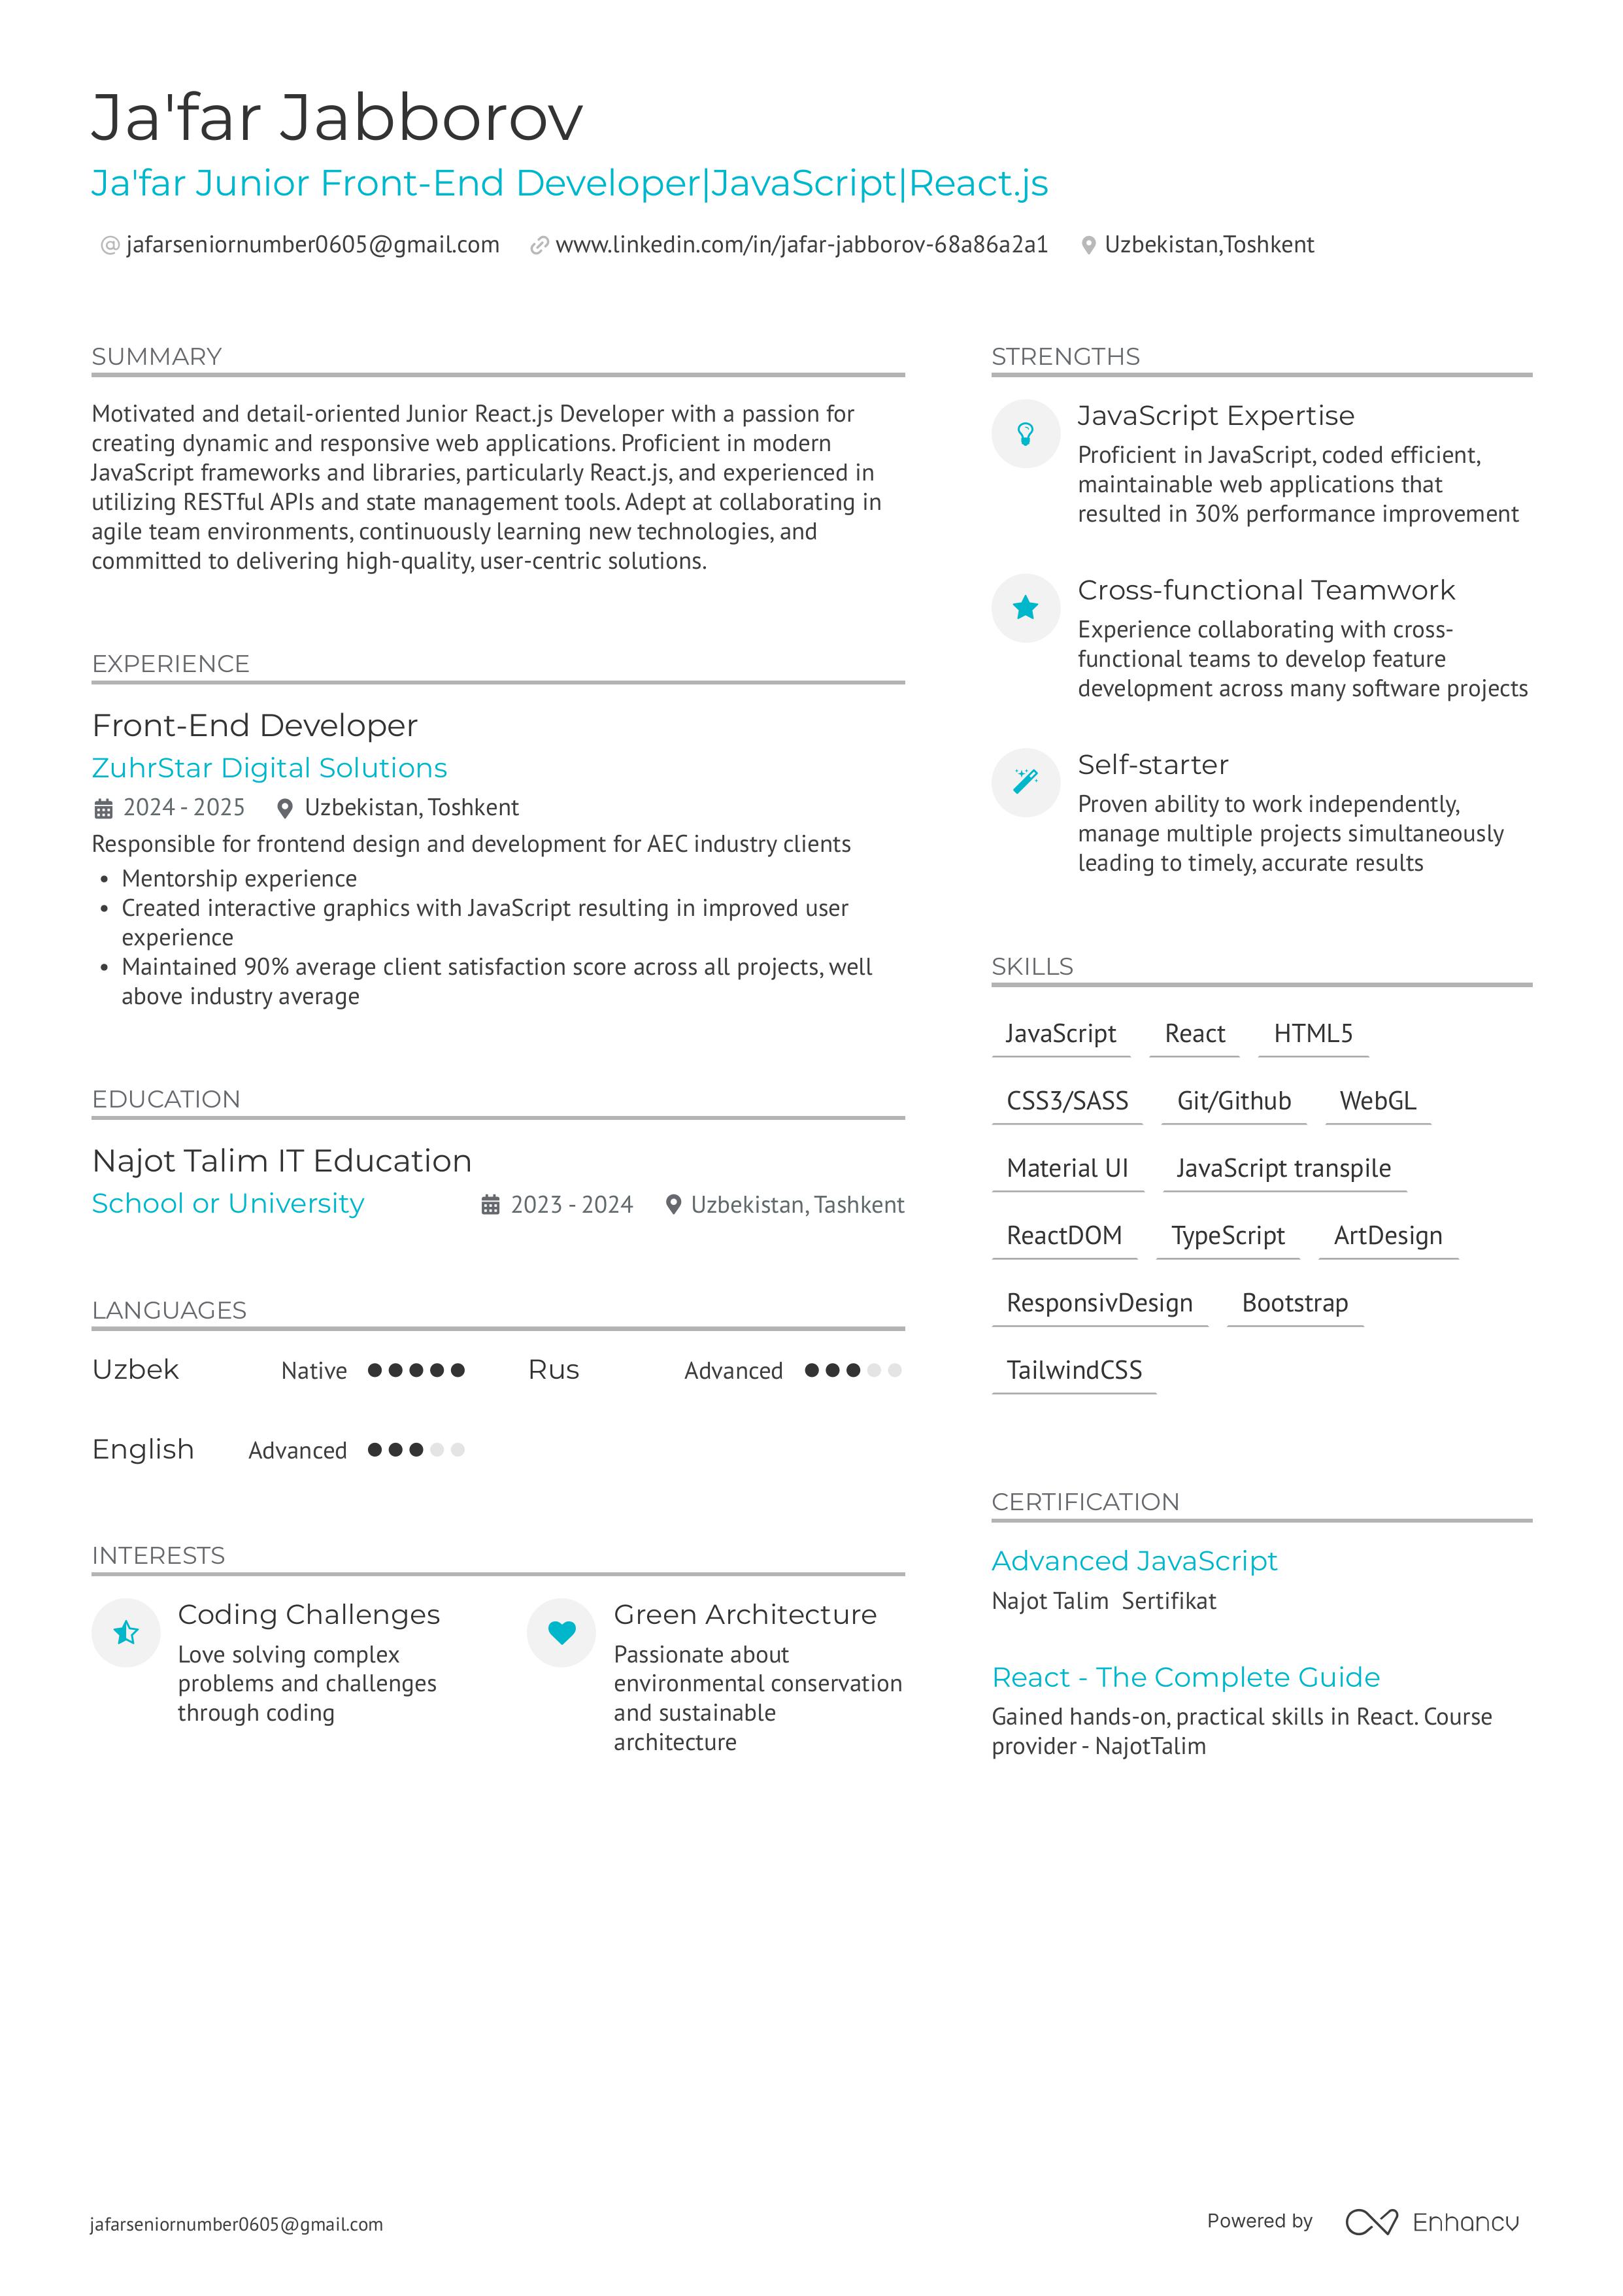 Ja'far Jabborov
Ja'far Junior Front-End Developer|JavaScript|React.js
@ jafarseniornumber0605@gmail.com www.linkedin.com/in/jafar-jabborov-68a86a2a1 Uzbekistan,Toshkent
SUMMARY
Motivated and detail-oriented Junior React.js Developer with a passion for
creating dynamic and responsive web applications. Proficient in modern
JavaScript frameworks and libraries, particularly React.js, and experienced in
utilizing RESTful APIs and state management tools. Adept at collaborating in
agile team environments, continuously learning new technologies, and
committed to delivering high-quality, user-centric solutions.
EXPERIENCE
Front-End Developer
ZuhrStar Digital Solutions
2024 - 2025 Uzbekistan, Toshkent
Responsible for frontend design and development for AEC industry clients
• Mentorship experience
• Created interactive graphics with JavaScript resulting in improved user
experience
• Maintained 90% average client satisfaction score across all projects, well
above industry average
EDUCATION
Najot Talim IT Education
School or University 2023 - 2024 Uzbekistan, Tashkent
LANGUAGES
Uzbek Native Rus Advanced
English Advanced
INTERESTS
Coding Challenges
Love solving complex
problems and challenges
through coding
Green Architecture
Passionate about
environmental conservation
and sustainable
architecture
STRENGTHS
JavaScript Expertise
Proficient in JavaScript, coded efficient,
maintainable web applications that
resulted in 30% performance improvement
Cross-functional Teamwork
Experience collaborating with cross-
functional teams to develop feature
development across many software projects
Self-starter
Proven ability to work independently,
manage multiple projects simultaneously
leading to timely, accurate results
SKILLS
JavaScript React HTML5
CSS3/SASS Git/Github WebGL
Material UI JavaScript transpile
ReactDOM TypeScript ArtDesign
ResponsivDesign Bootstrap
TailwindCSS
CERTIFICATION
Advanced JavaScript
Najot Talim Sertifikat
React - The Complete Guide
Gained hands-on, practical skills in React. Course
provider - NajotTalim
jafarseniornumber0605@gmail.com
Powered by Enhancv